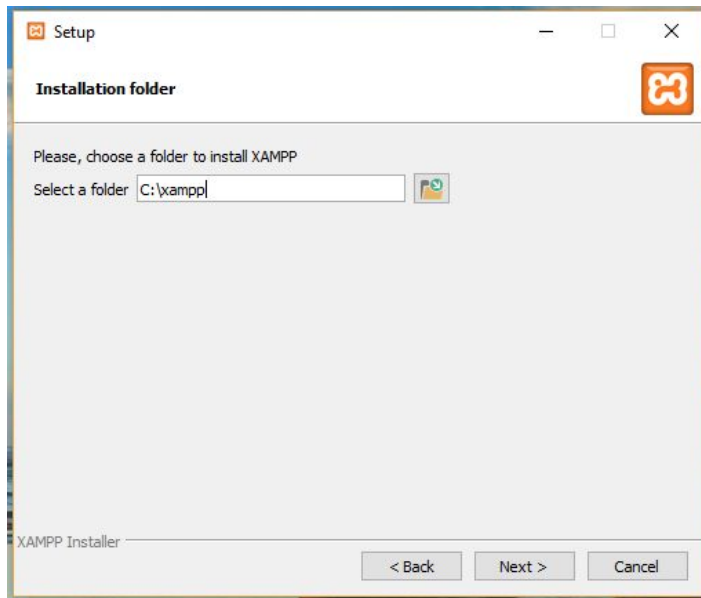 Setup
Installation folder
Please, choose a folder to install XAMPP
Select a folder C:\xampp
XAMPP Installer
< Back Next > Cancel